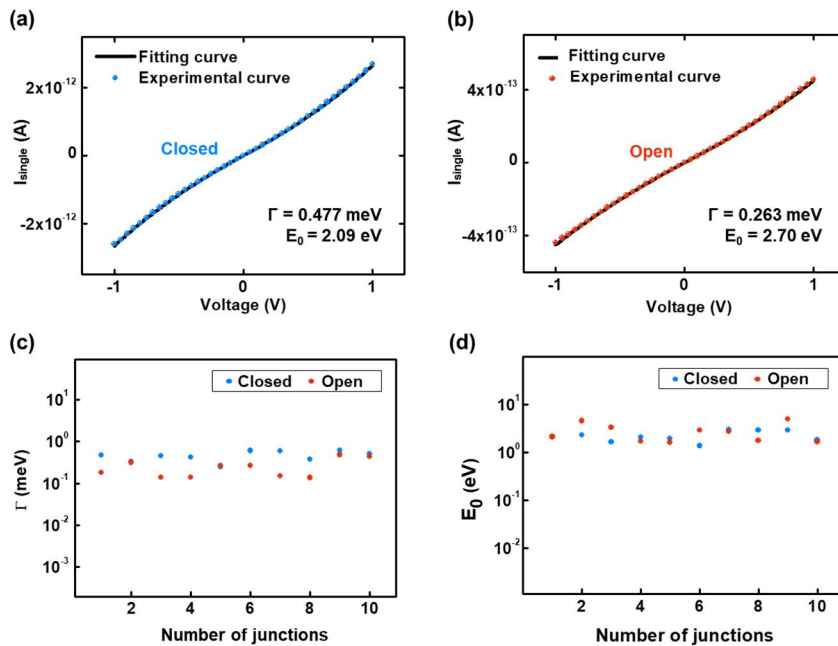 (a)
2x10⁻¹²
0
-2x10⁻¹²
I_single (A)
Fitting curve
Experimental curve
Closed
Γ = 0.477 meV
E₀ = 2.09 eV
-1 0 1
Voltage (V)
(b)
4x10⁻¹³
0
-4x10⁻¹³
I_single (A)
Fitting curve
Experimental curve
Open
Γ = 0.263 meV
E₀ = 2.70 eV
-1 0 1
Voltage (V)
(c)
10¹
10⁰
10⁻¹
10⁻²
10⁻³
Γ (meV)
Closed Open
2 4 6 8 10
Number of junctions
(d)
10¹
10⁰
10⁻¹
10⁻²
E₀ (eV)
Closed Open
2 4 6 8 10
Number of junctions